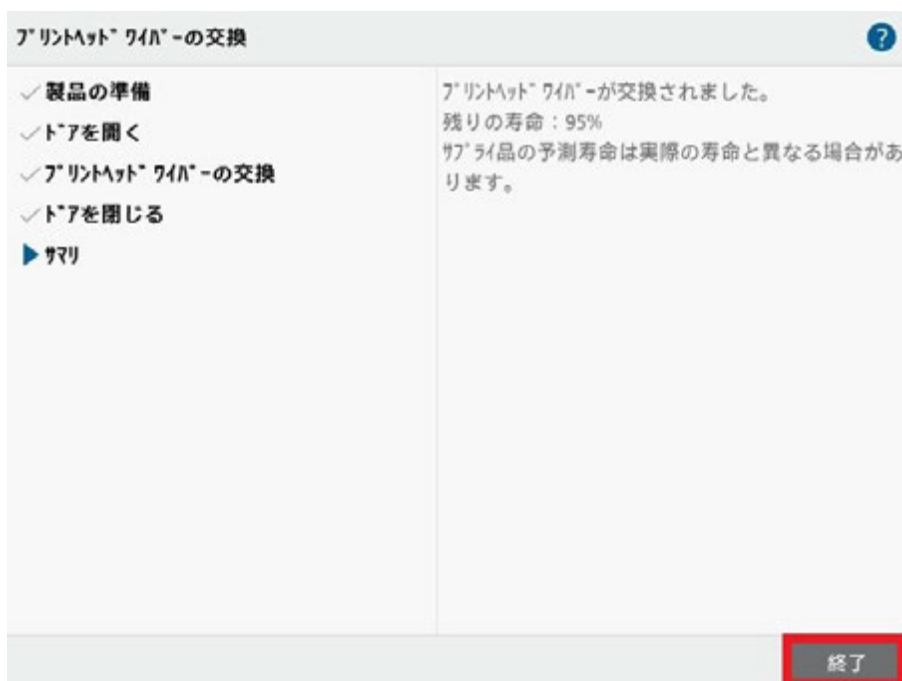 ﾌﾟﾘﾝﾄﾍｯﾄﾞ ﾜｲﾊﾟｰの交換
?
製品の準備
ﾄﾞｱを開く
ﾌﾟﾘﾝﾄﾍｯﾄﾞ ﾜｲﾊﾟｰの交換
ﾄﾞｱを閉じる
ｻﾏﾘ
ﾌﾟﾘﾝﾄﾍｯﾄﾞ ﾜｲﾊﾟｰが交換されました。
残りの寿命：95%
ｻﾌﾟﾗｲ品の予測寿命は実際の寿命と異なる場合があ
ります。
終了